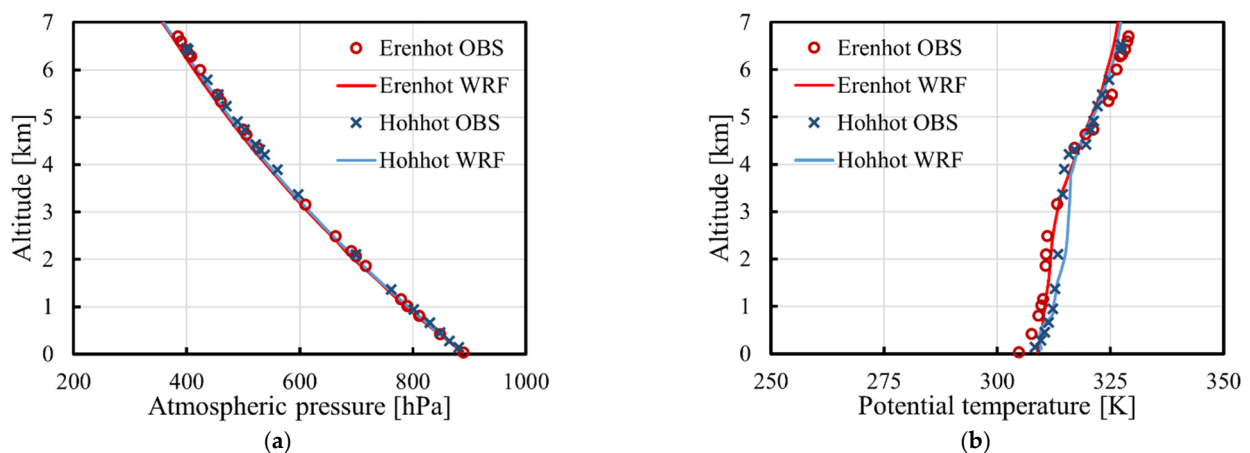 7
6
5
4
3
2
1
0
Altitude [km]
Erenhot OBS
Erenhot WRF
Hohhot OBS
Hohhot WRF
200 400 600 800 1000
Atmospheric pressure [hPa]
(a)
7
6
5
4
3
2
1
0
Altitude [km]
Erenhot OBS
Erenhot WRF
Hohhot OBS
Hohhot WRF
250 275 300 325 350
Potential temperature [K]
(b)